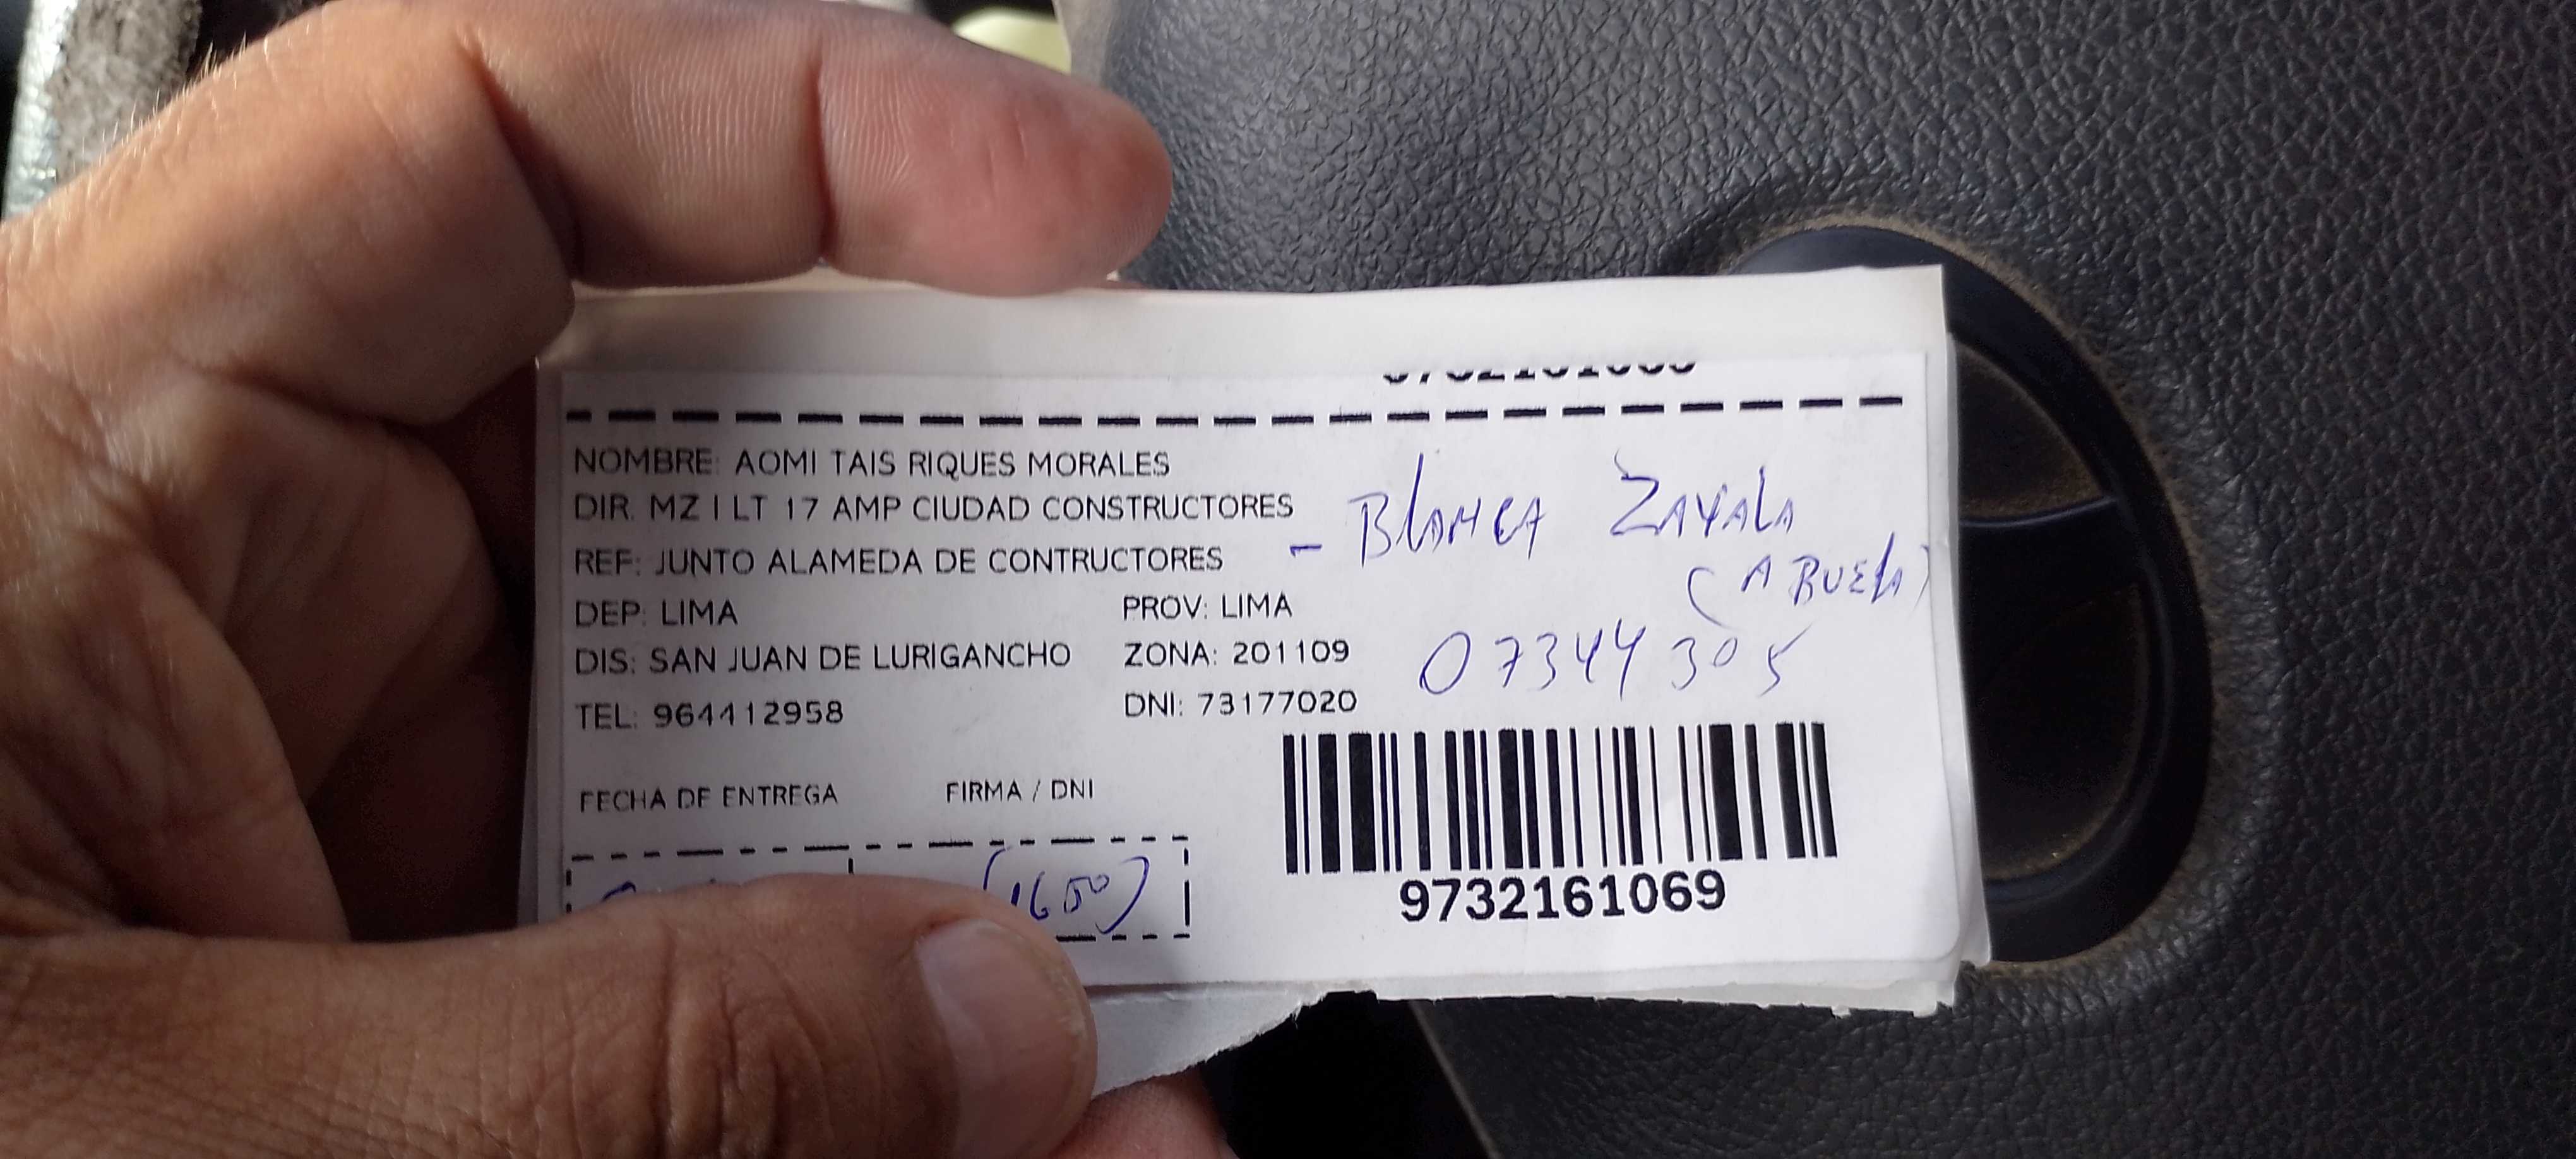 NOMBRE: AOMI TAIS RIQUES MORALES
DIR. MZ I LT 17 AMP CIUDAD CONSTRUCTORES
- BLANCA ZAYALA
REF: JUNTO ALAMEDA DE CONTRUCTORES
(ABUELA)
DEP: LIMA PROV: LIMA
DIS: SAN JUAN DE LURIGANCHO ZONA: 201109
07344305
TEL: 964412958 DNI: 73177020
FECHA DE ENTREGA FIRMA / DNI
(1650)
9732161069